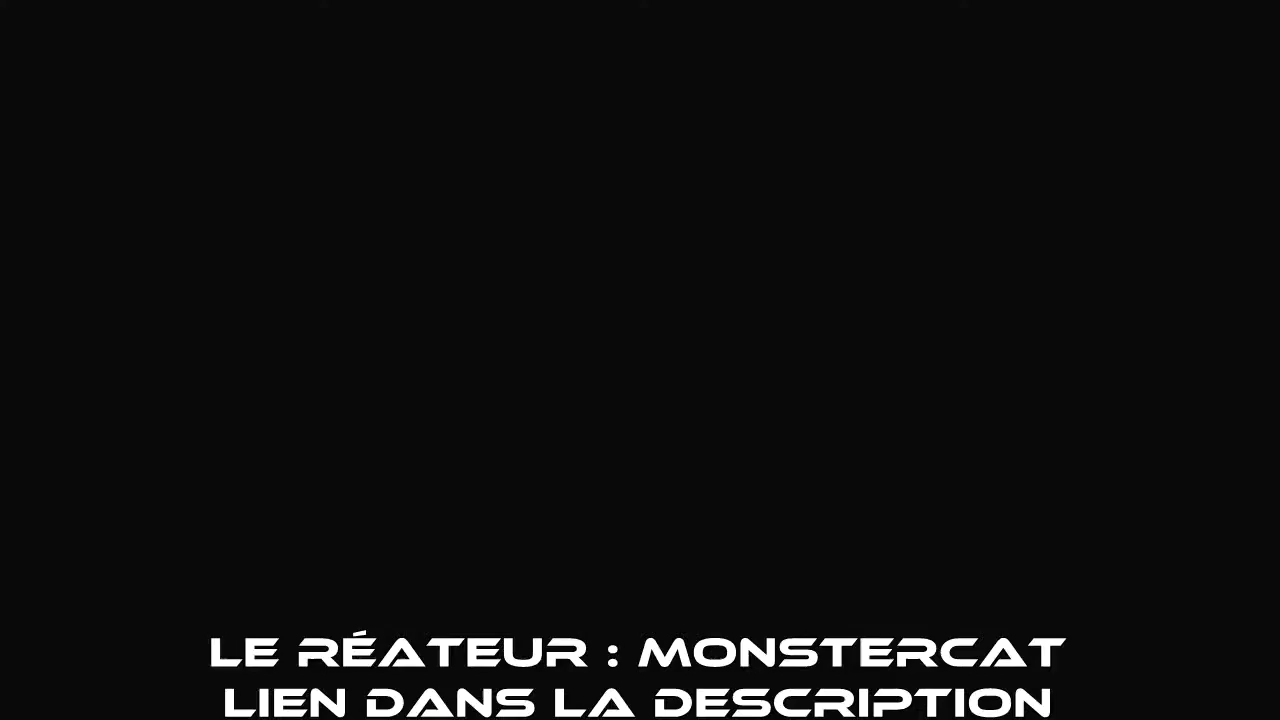 LE RÉATEUR : MONSTERCAT
LIEN DANS LA DESCRIPTION